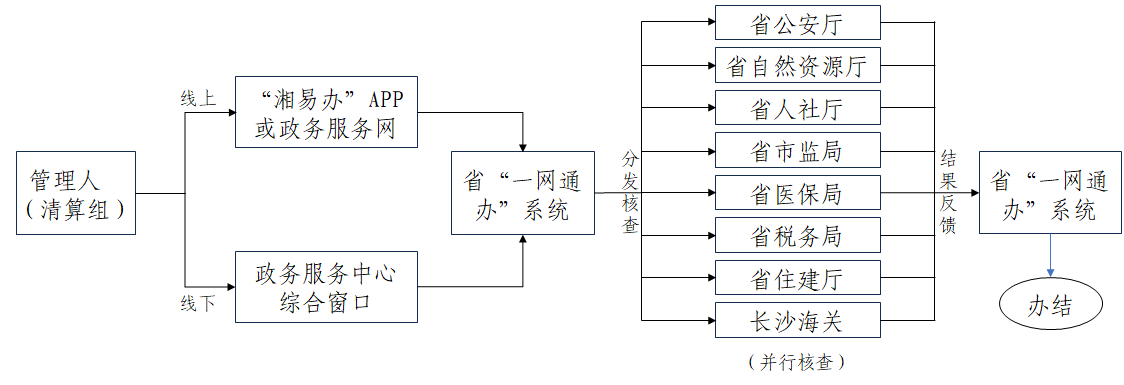 管理人
（清算组）
线上
线下
“湘易办”APP
或政务服务网
政务服务中心
综合窗口
省“一网通
办”系统
分发核查
省公安厅
省自然资源厅
省人社厅
省市监局
省医保局
省税务局
省住建厅
长沙海关
（并行核查）
结果反馈
省“一网通
办”系统
办结